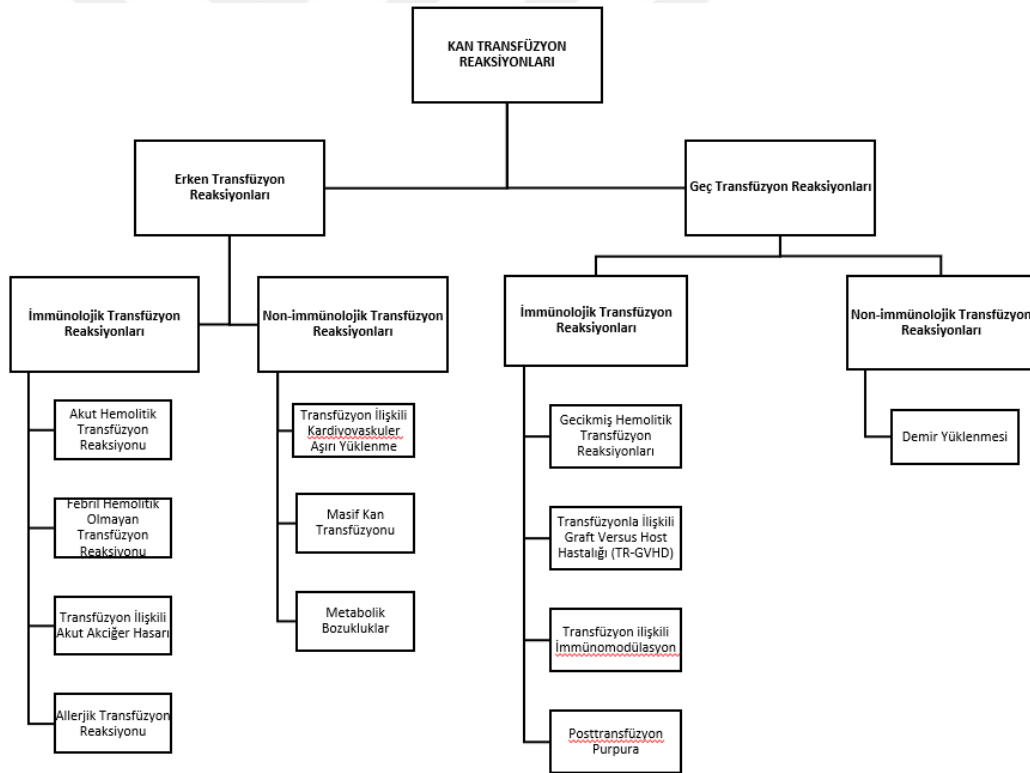 KAN TRANSFÜZYON
REAKSİYONLARI
Erken Transfüzyon
Reaksiyonları
Geç Transfüzyon Reaksiyonları
İmmünolojik Transfüzyon
Reaksiyonları
Non-immünolojik Transfüzyon
Reaksiyonları
İmmünolojik Transfüzyon
Reaksiyonları
Non-immünolojik Transfüzyon
Reaksiyonları
Akut Hemolitik
Transfüzyon
Reaksiyonu
Febril Hemolitik
Olmayan
Transfüzyon
Reaksiyonu
Transfüzyon İlişkili
Akut Akciğer Hasarı
Allerjik Transfüzyon
Reaksiyonu
Transfüzyon İlişkili
Kardiyovaskuler
Aşırı Yüklenme
Masif Kan
Transfüzyonu
Metabolik
Bozukluklar
Gecikmiş Hemolitik
Transfüzyon
Reaksiyonları
Transfüzyonla İlişkili
Graft Versus Host
Hastalığı (TR-GVHD)
Transfüzyon ilişkili
İmmünomodülasyon
Posttransfüzyon
Purpura
Demir Yüklenmesi